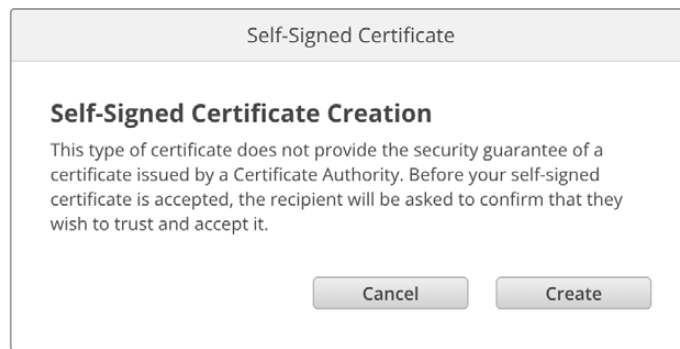 Self-Signed Certificate
Self-Signed Certificate Creation
This type of certificate does not provide the security guarantee of a
certificate issued by a Certificate Authority. Before your self-signed
certificate is accepted, the recipient will be asked to confirm that they
wish to trust and accept it.
Cancel
Create